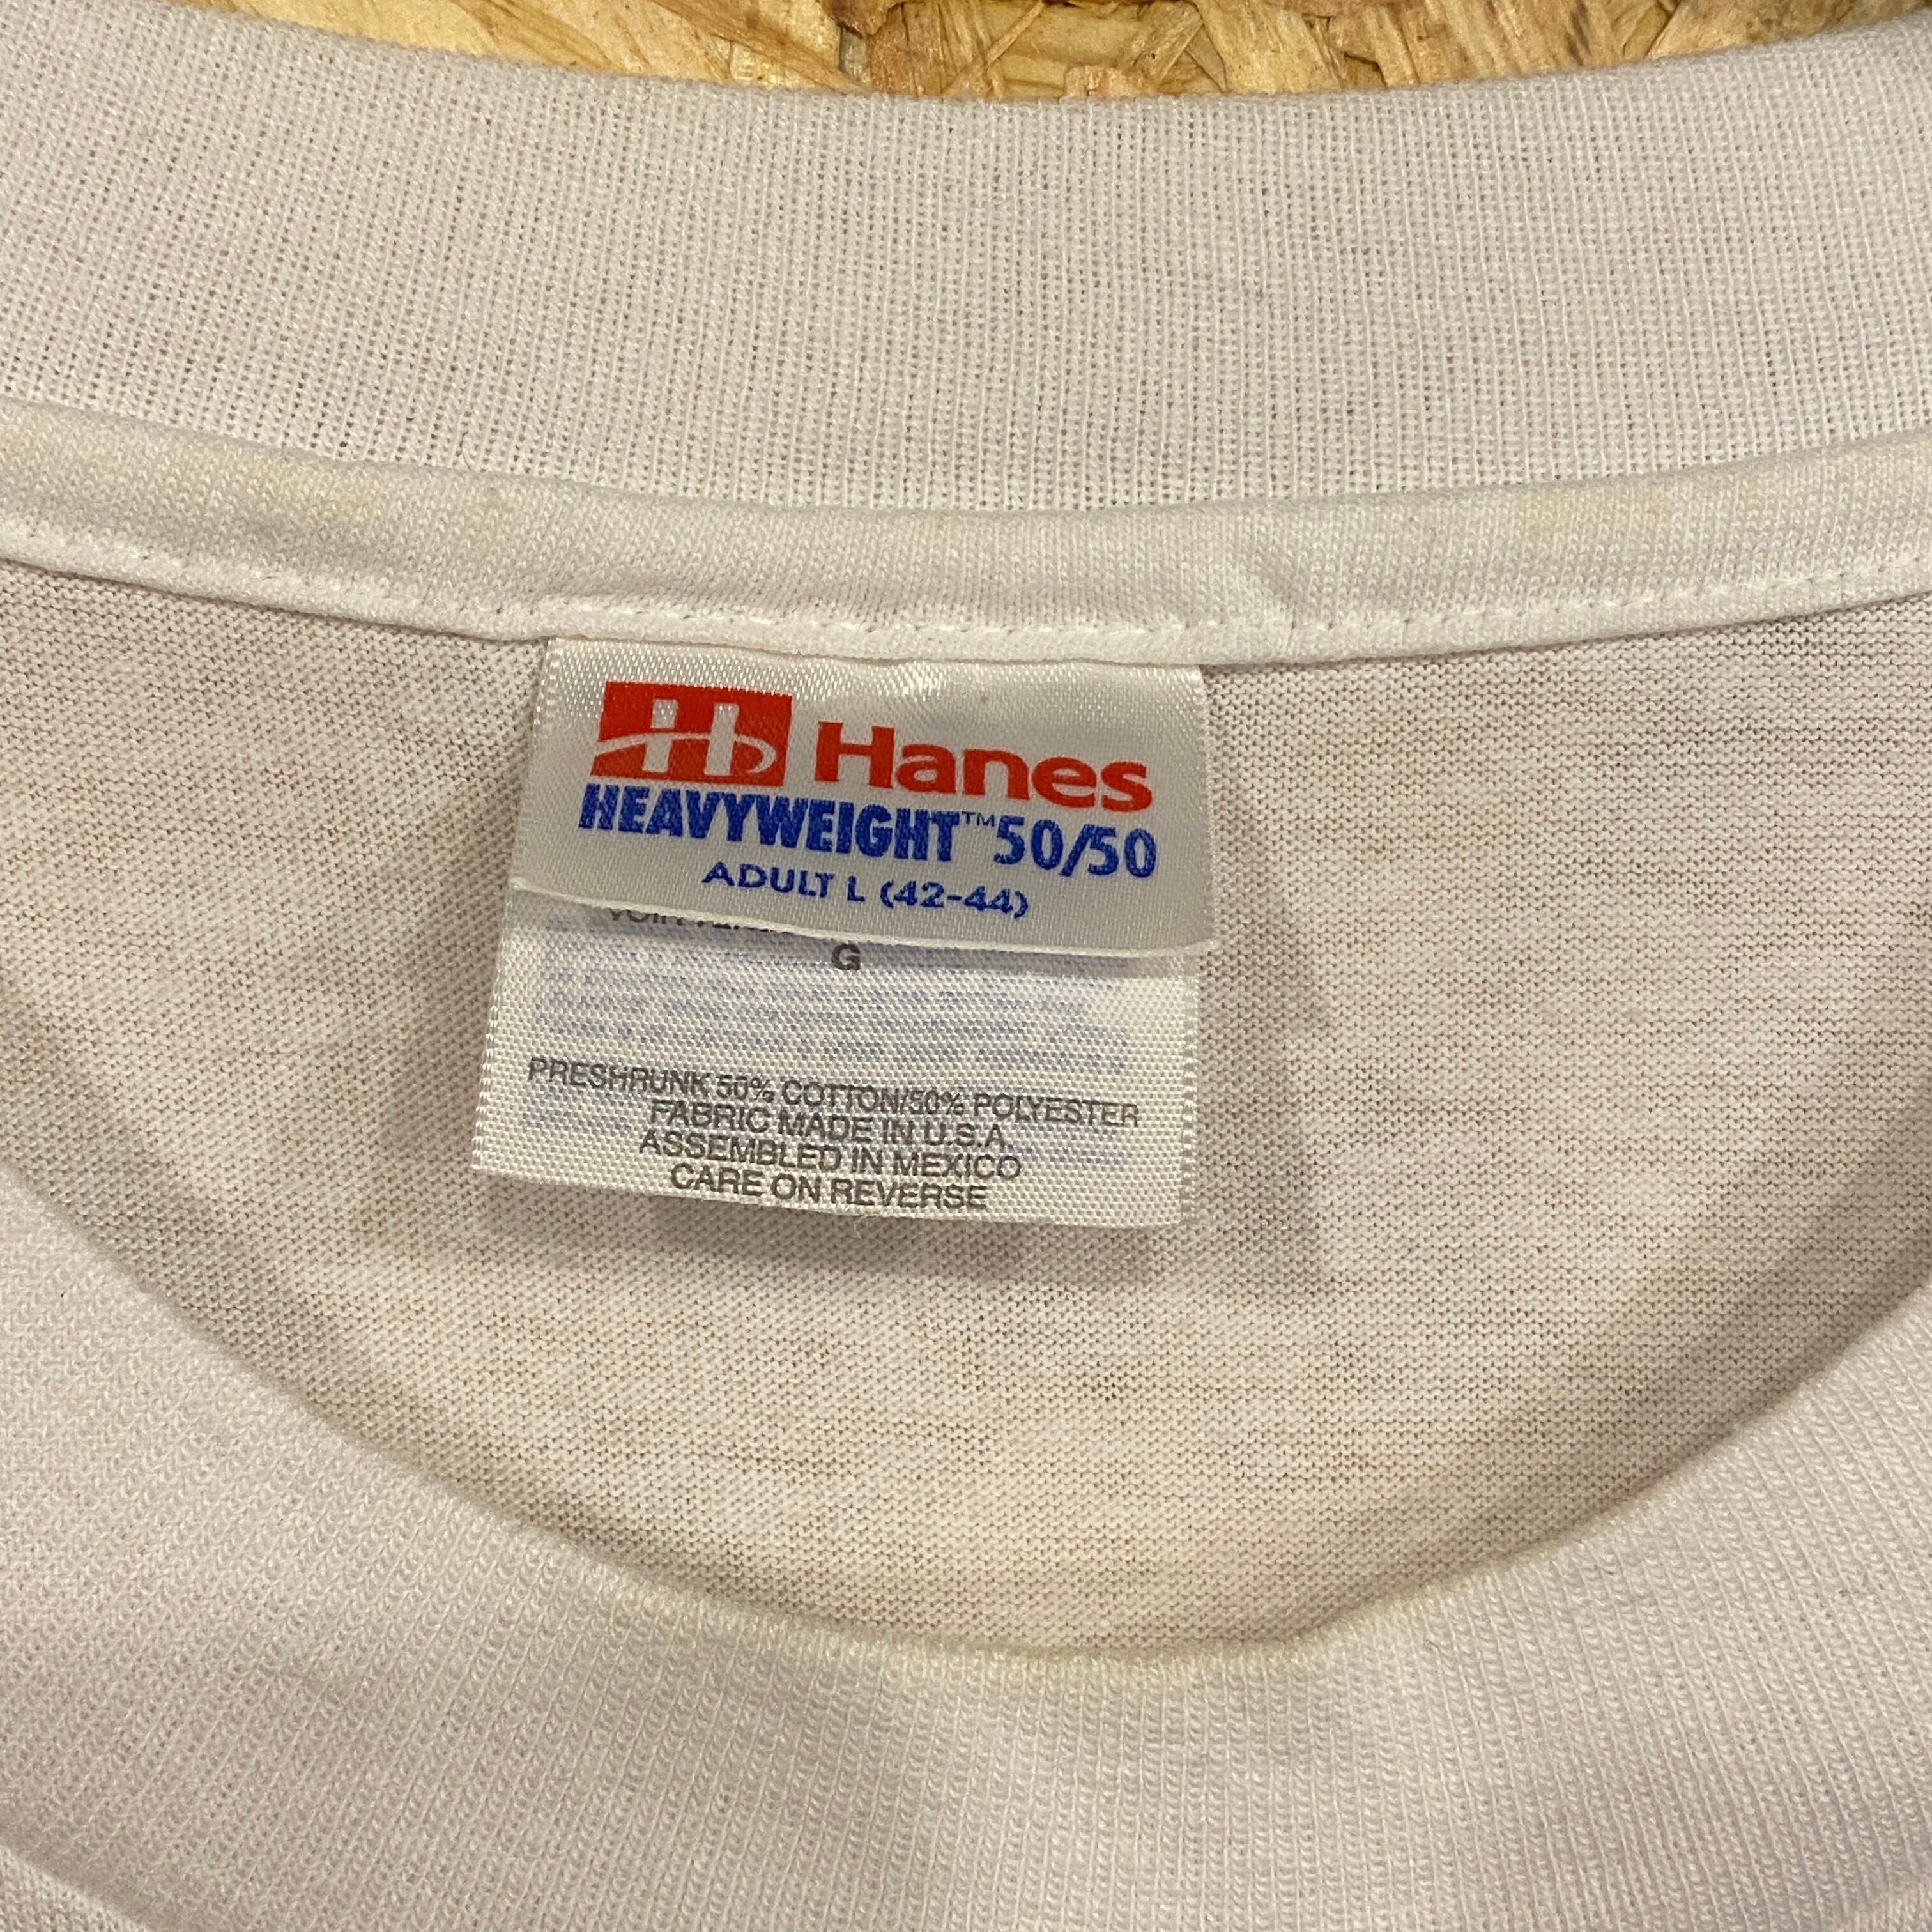 Hanes
HEAVYWEIGHT™ 50/50
ADULT L (42-44)
G
PRESHRUNK 50% COTTON/50% POLYESTER
FABRIC MADE IN U.S.A.
ASSEMBLED IN MEXICO
CARE ON REVERSE